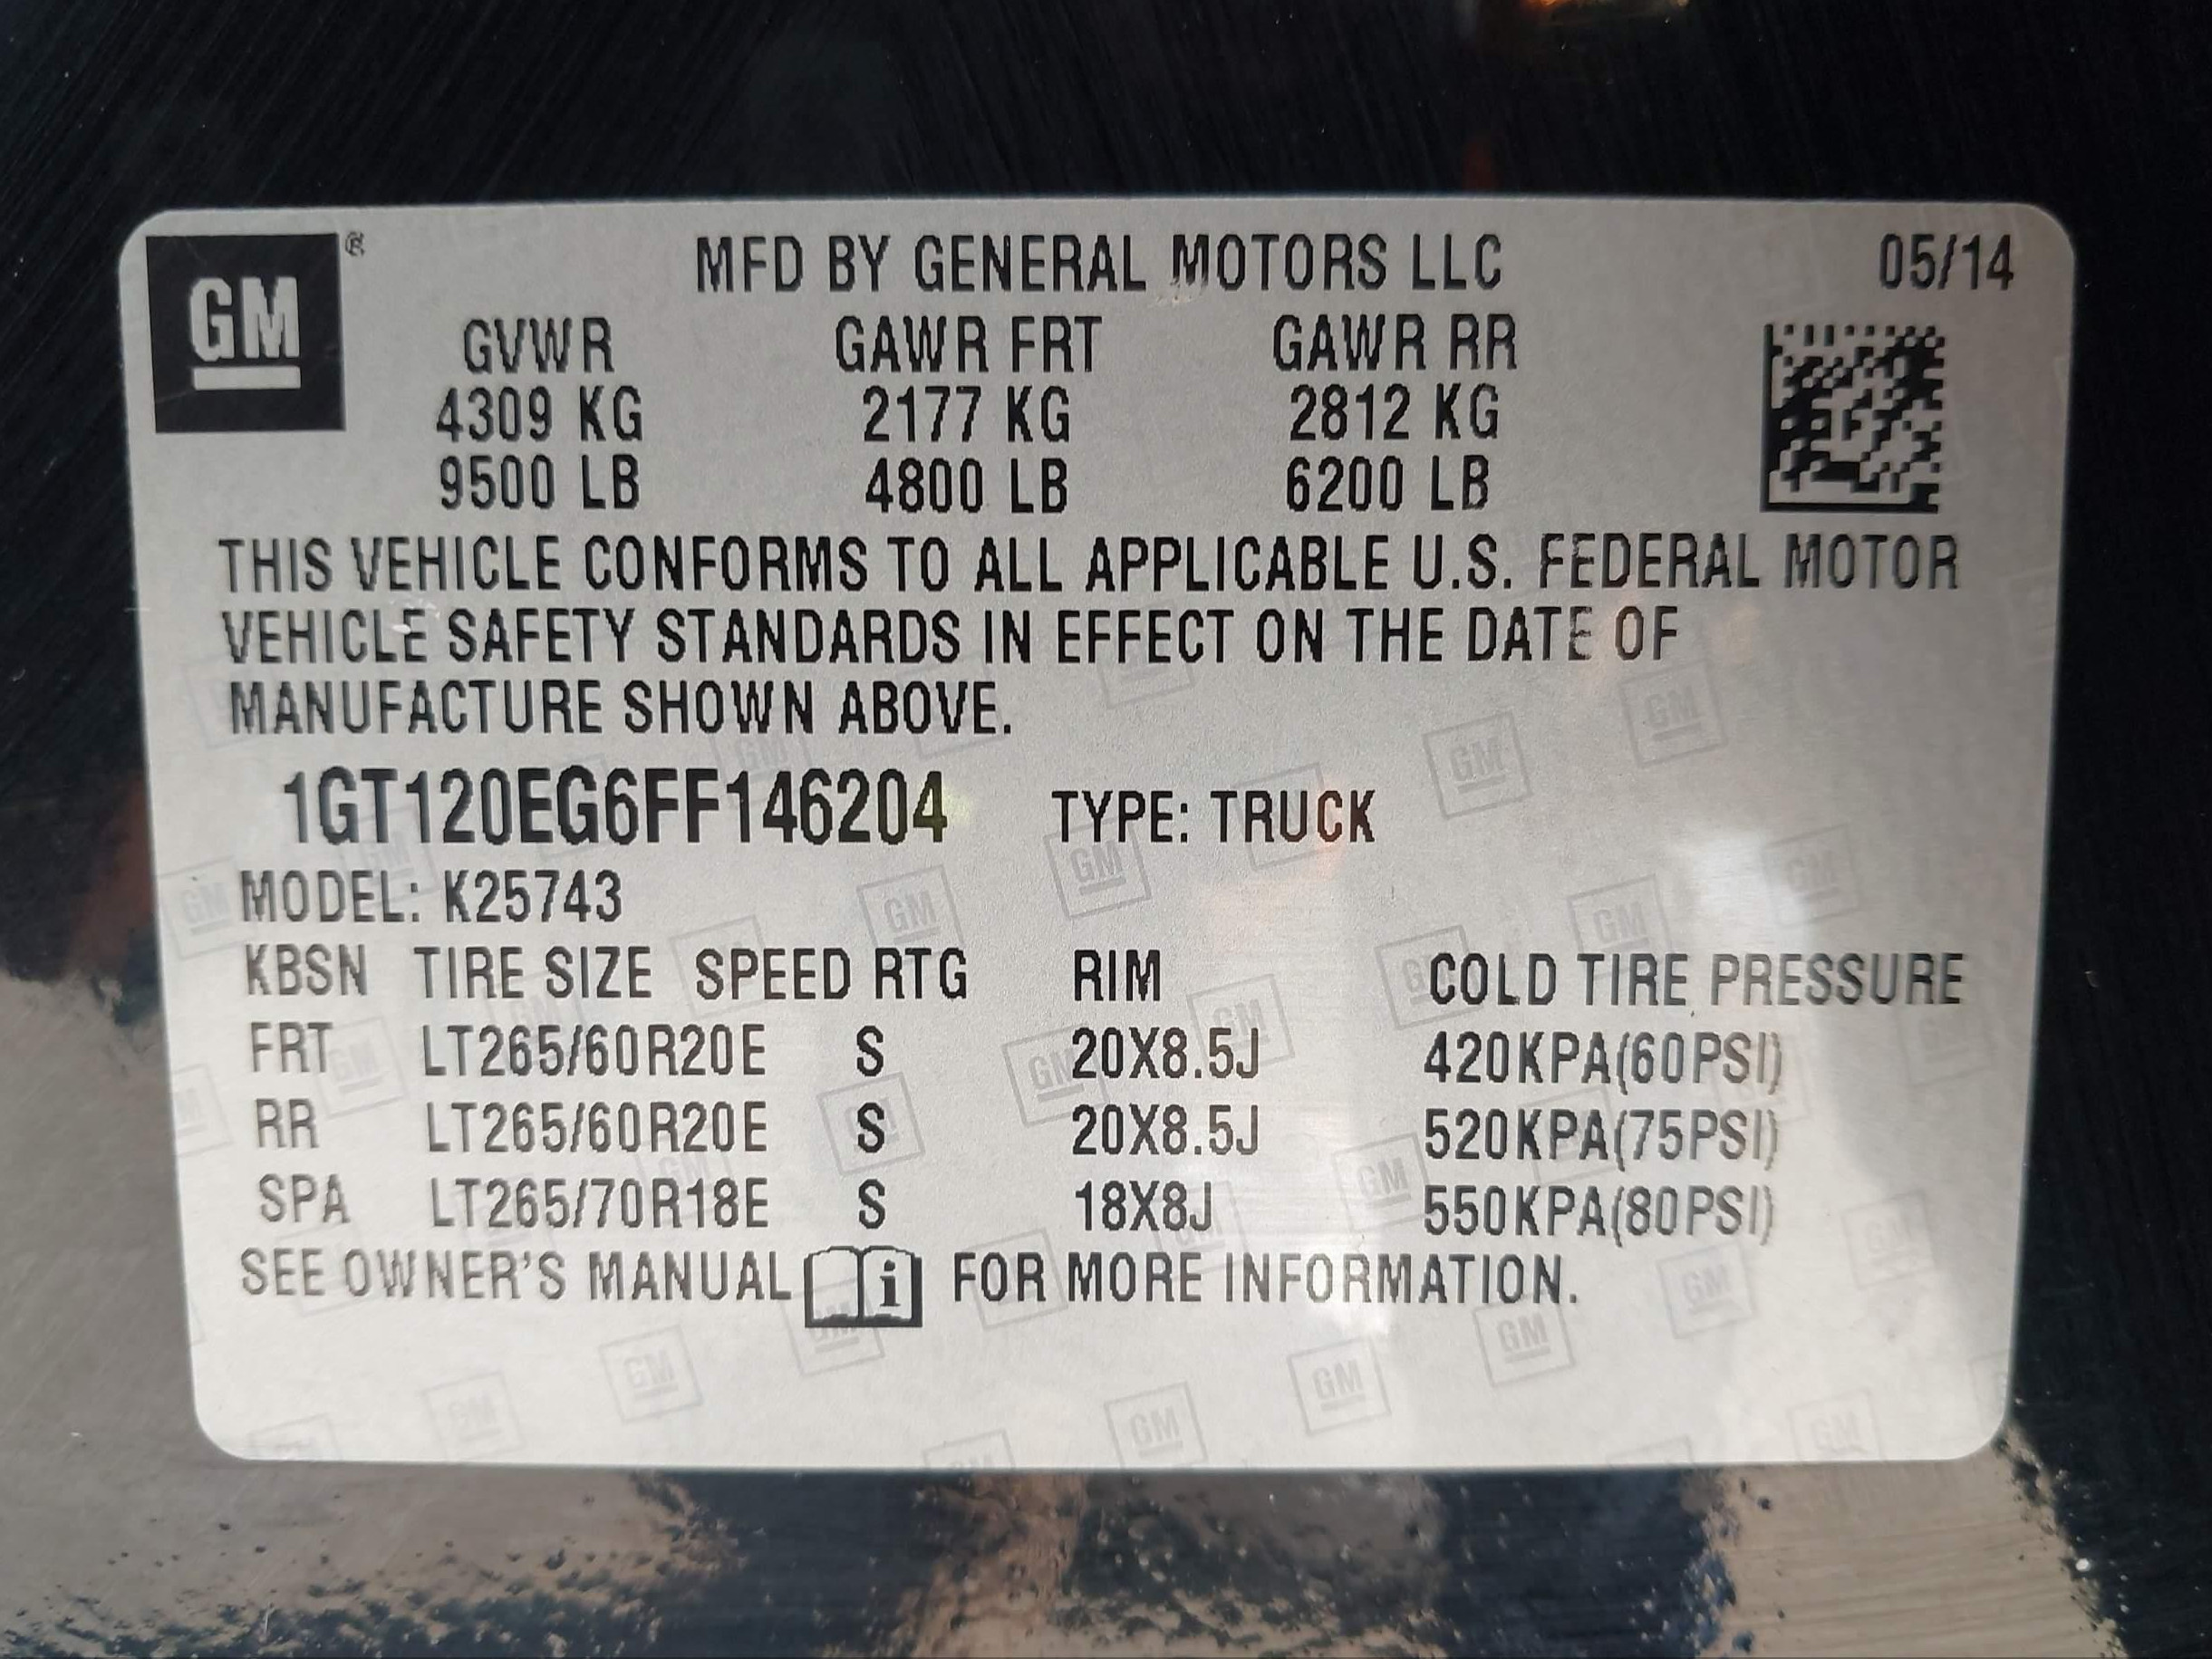 GM ® MFD BY GENERAL MOTORS LLC 05/14
GVWR GAWR FRT GAWR RR
4309 KG 2177 KG 2812 KG
9500 LB 4800 LB 6200 LB
THIS VEHICLE CONFORMS TO ALL APPLICABLE U.S. FEDERAL MOTOR
VEHICLE SAFETY STANDARDS IN EFFECT ON THE DATE OF
MANUFACTURE SHOWN ABOVE.
1GT120EG6FF146204 TYPE: TRUCK
MODEL: K25743
KBSN TIRE SIZE SPEED RTG RIM COLD TIRE PRESSURE
FRT LT265/60R20E S 20X8.5J 420KPA(60PSI)
RR LT265/60R20E S 20X8.5J 520KPA(75PSI)
SPA LT265/70R18E S 18X8J 550KPA(80PSI)
SEE OWNER'S MANUAL i FOR MORE INFORMATION.